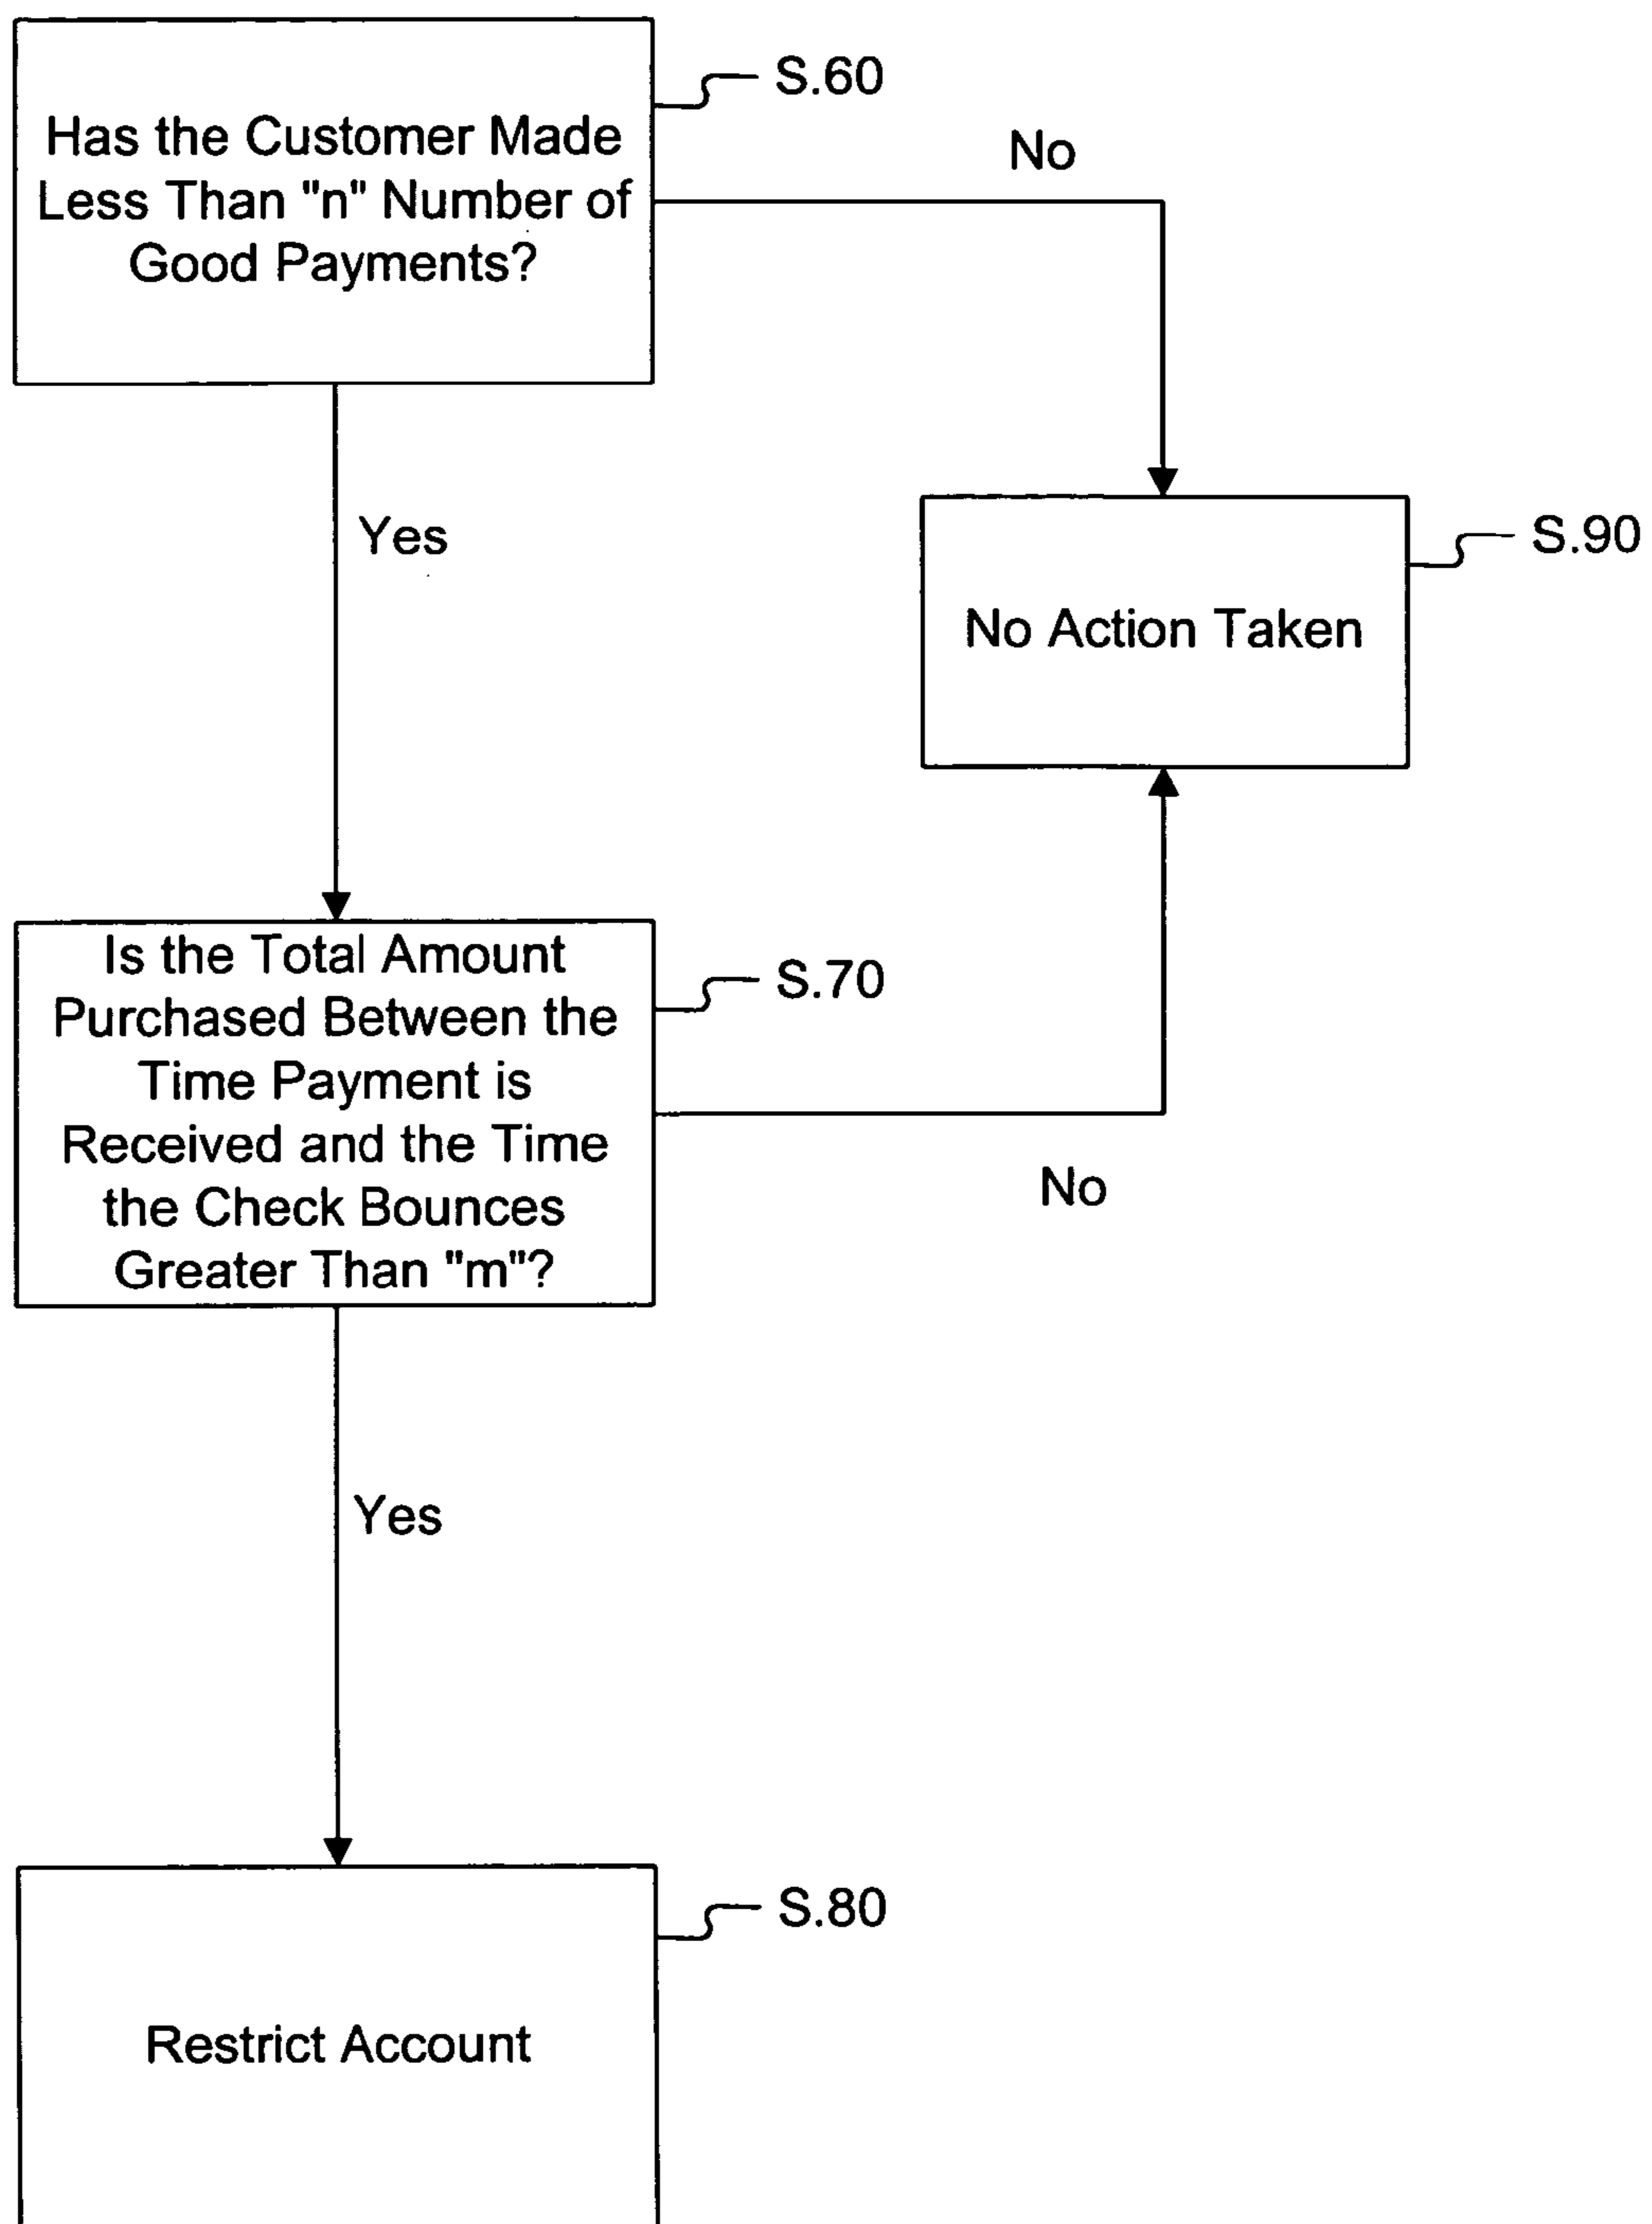 S.60
Has the Customer Made
Less Than "n" Number of
Good Payments?
No
Yes
S.90
No Action Taken
Is the Total Amount
Purchased Between the
Time Payment is
Received and the Time
the Check Bounces
Greater Than "m"?
S.70
No
Yes
S.80
Restrict Account